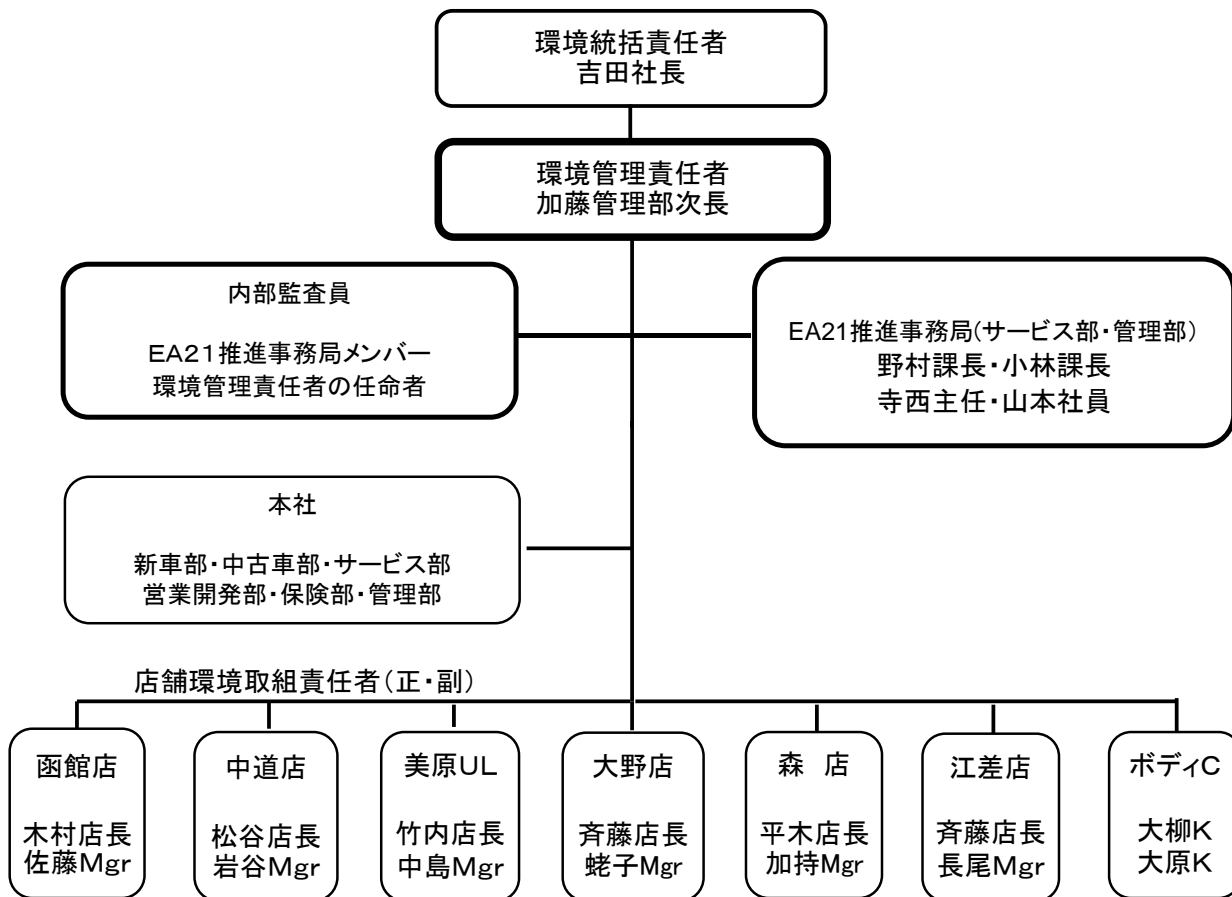 環境統括責任者
吉田社長
環境管理責任者
加藤管理部次長
内部監査員
EA21推進事務局メンバー
環境管理責任者の任命者
EA21推進事務局(サービス部・管理部)
野村課長・小林課長
寺西主任・山本社員
本社
新車部・中古車部・サービス部
営業開発部・保険部・管理部
店舗環境取組責任者(正・副)
函館店
木村店長
佐藤Mgr
中道店
松谷店長
岩谷Mgr
美原UL
竹内店長
中島Mgr
大野店
斉藤店長
蛯子Mgr
森 店
平木店長
加持Mgr
江差店
斉藤店長
長尾Mgr
ボディC
大柳K
大原K